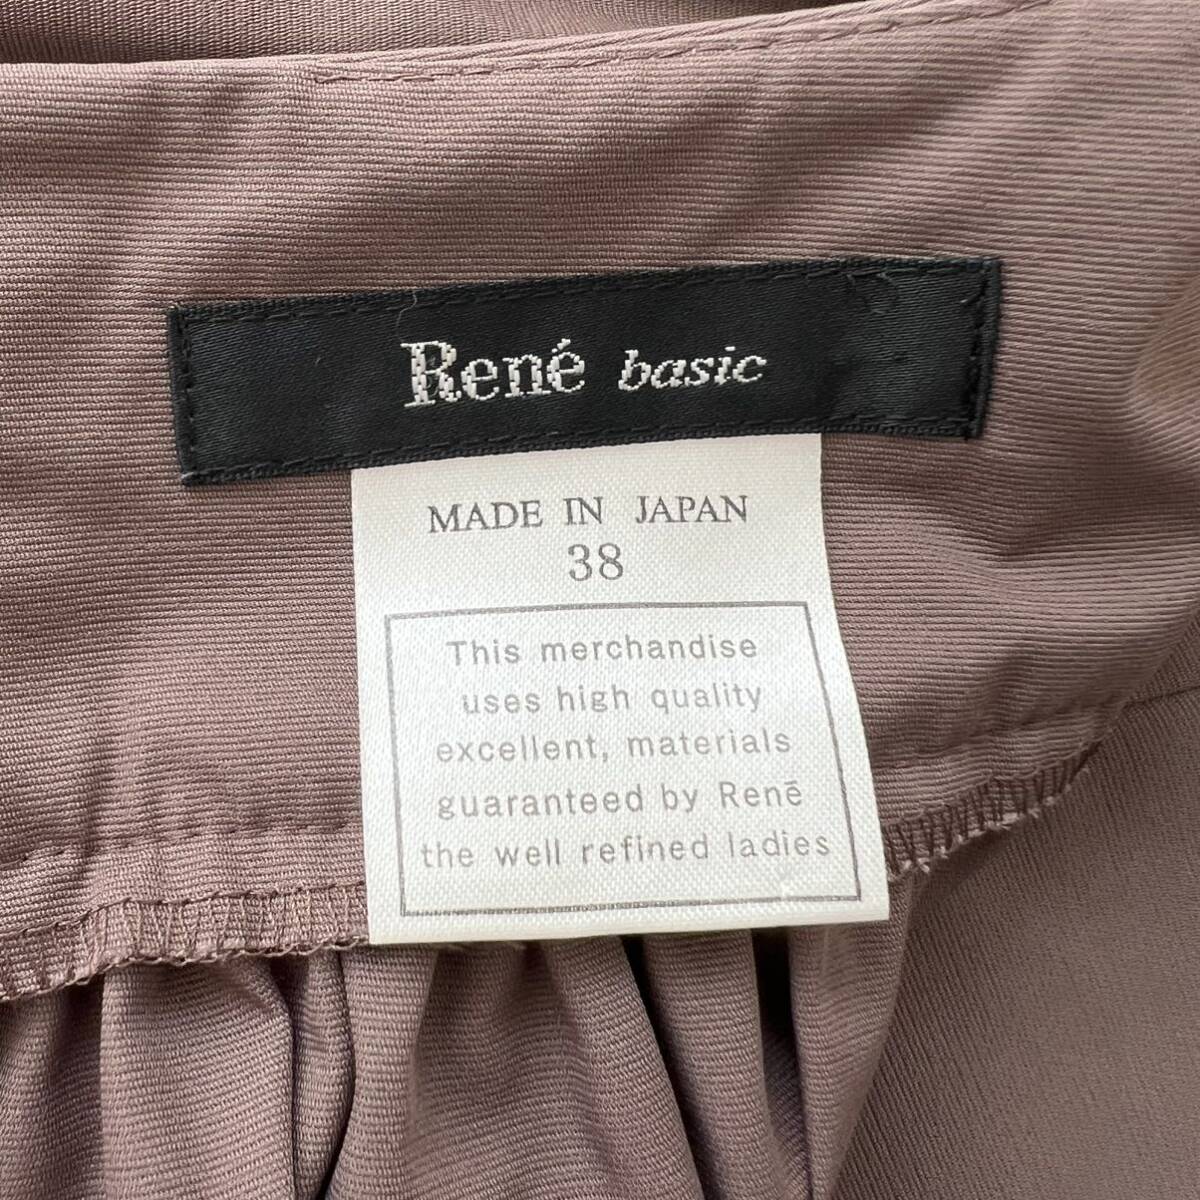 René basic
MADE IN JAPAN
38
This merchandise
uses high quality
excellent, materials
guaranteed by Renē
the well refined ladies